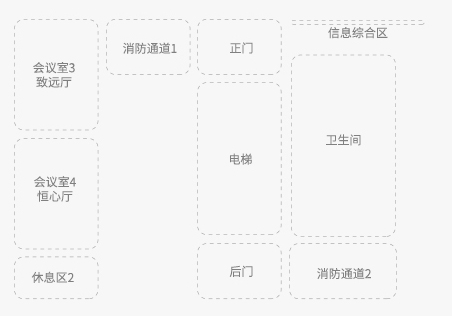 消防通道1
正门
信息综合区
会议室3
致远厅
卫生间
电梯
会议室4
恒心厅
休息区2
后门
消防通道2